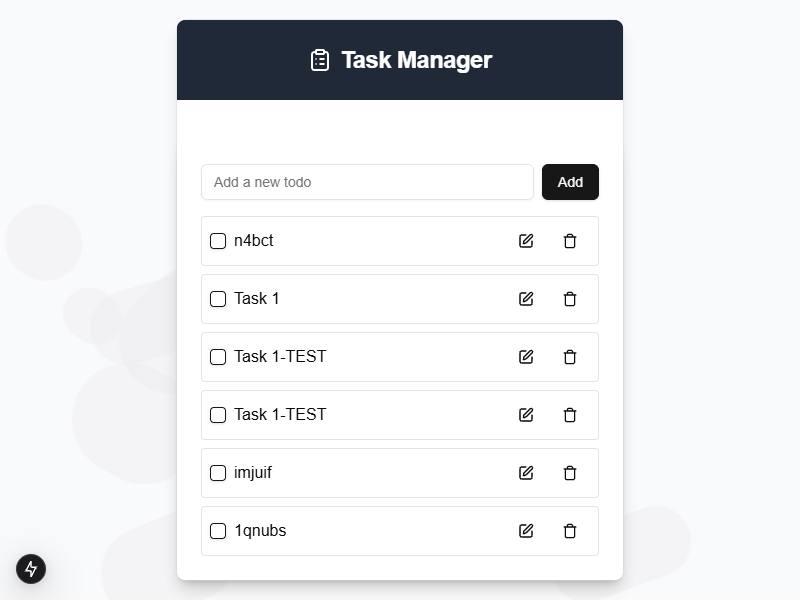 Task Manager
Add a new todo
Add
n4bct
Task 1
Task 1-TEST
Task 1-TEST
imjuif
1qnubs